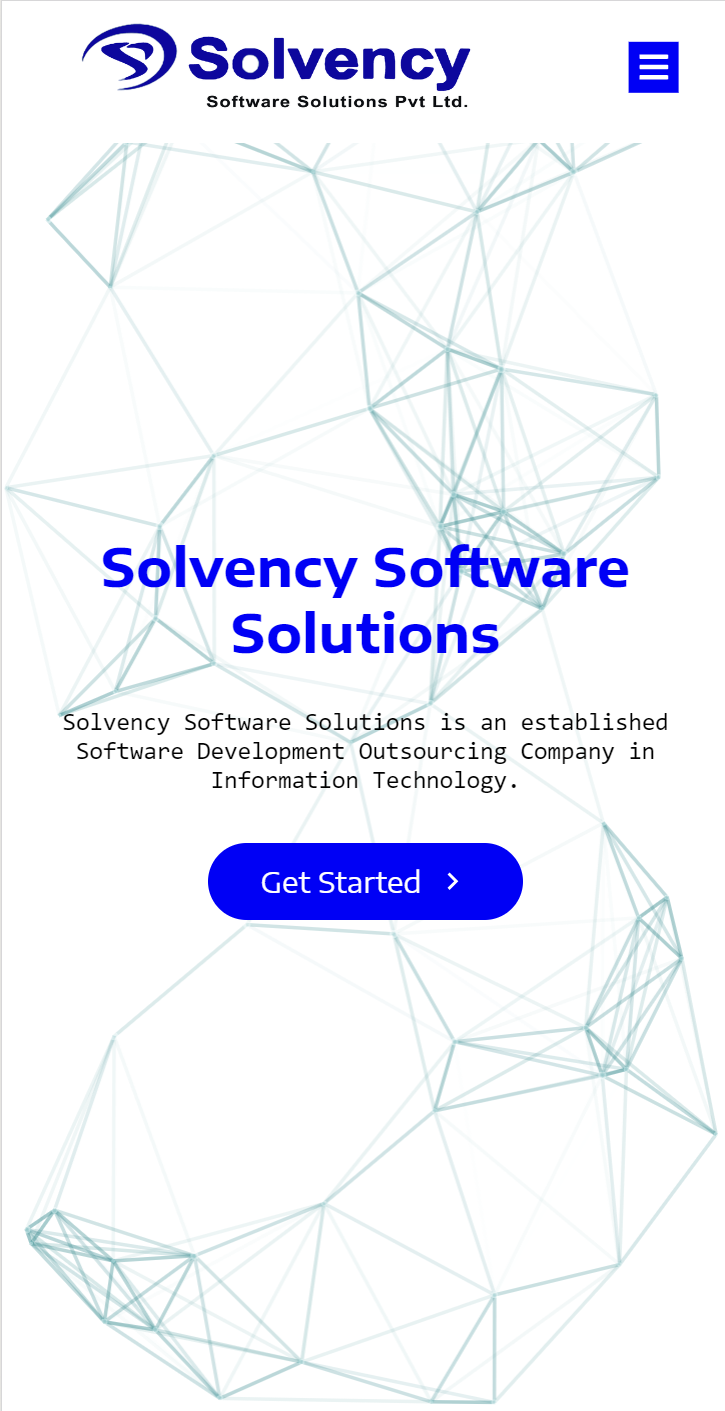 Solvency
Software Solutions Pvt Ltd.
Solvency Software
Solutions
Solvency Software Solutions is an established
Software Development Outsourcing Company in
Information Technology.
Get Started